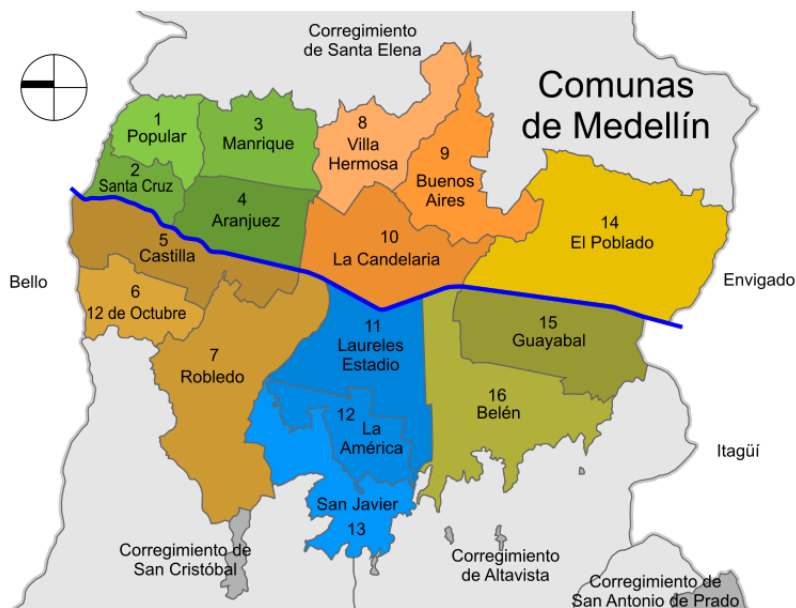 Corregimiento
de Santa Elena
Comunas
de Medellín
1
Popular
3
Manrique
8
Villa
Hermosa
9
Buenos
Aires
2
Santa Cruz
4
Aranjuez
14
El Poblado
10
La Candelaria
5
Castilla
Bello
Envigado
6
12 de Octubre
11
Laureles
Estadio
15
Guayabal
7
Robledo
16
Belén
12
La
América
Itagüí
San Javier
13
Corregimiento de
San Cristóbal
Corregimiento
de Altavista
Corregimiento de
San Antonio de Prado